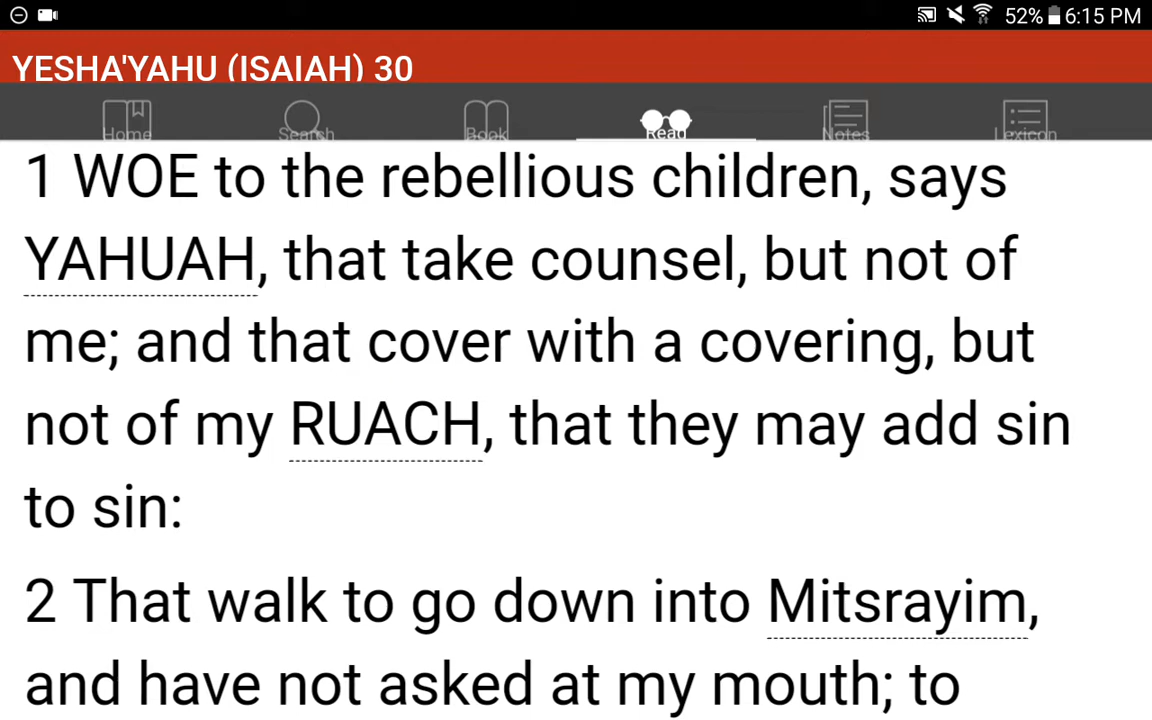 52% 6:15 PM
YESHA'YAHU (ISAIAH) 30
Home Search Book Read Notes Lexicon
1 WOE to the rebellious children, says
YAHUAH, that take counsel, but not of
me; and that cover with a covering, but
not of my RUACH, that they may add sin
to sin:
2 That walk to go down into Mitsrayim,
and have not asked at my mouth; to